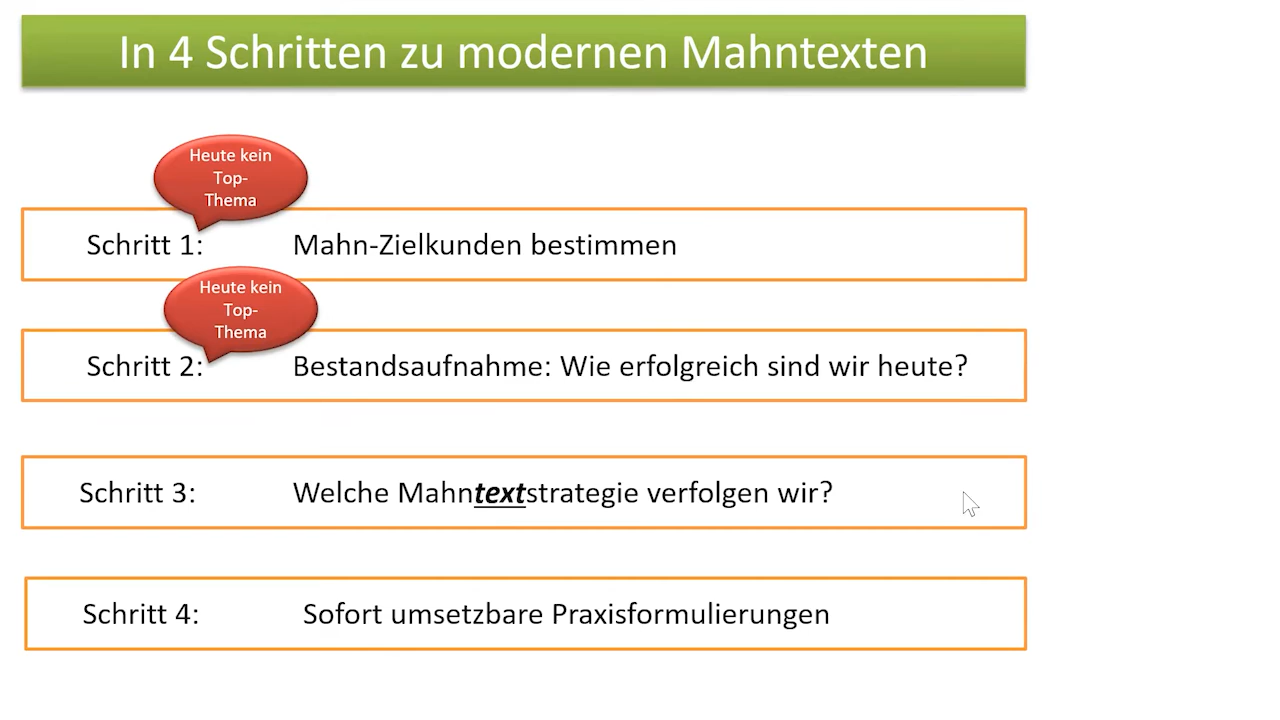 In 4 Schritten zu modernen Mahntexten
Heute kein
Top-
Thema
Schritt 1: Mahn-Zielkunden bestimmen
Heute kein
Top-
Thema
Schritt 2: Bestandsaufnahme: Wie erfolgreich sind wir heute?
Schritt 3: Welche Mahntextstrategie verfolgen wir?
Schritt 4: Sofort umsetzbare Praxisformulierungen